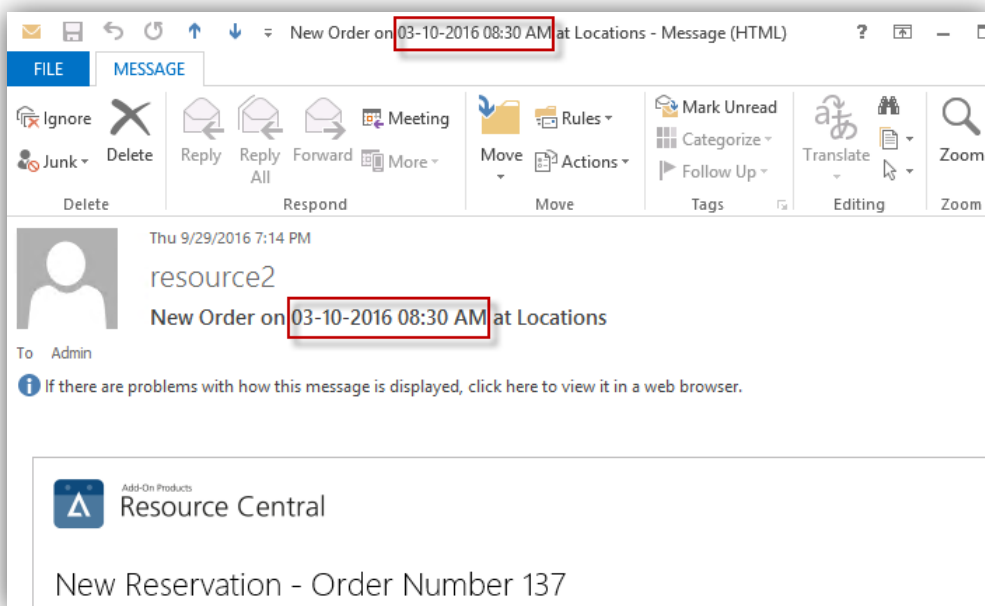 New Order on 03-10-2016 08:30 AM at Locations - Message (HTML) ?
FILE MESSAGE
Ignore
Junk
Delete
Reply
Reply All
Forward
Meeting
More
Move
Rules
Actions
Mark Unread
Categorize
Follow Up
Translate
Zoom
Delete Respond Move Tags Editing Zoom
Thu 9/29/2016 7:14 PM
resource2
New Order on 03-10-2016 08:30 AM at Locations
To Admin
If there are problems with how this message is displayed, click here to view it in a web browser.
Add-On Products
Resource Central
New Reservation - Order Number 137